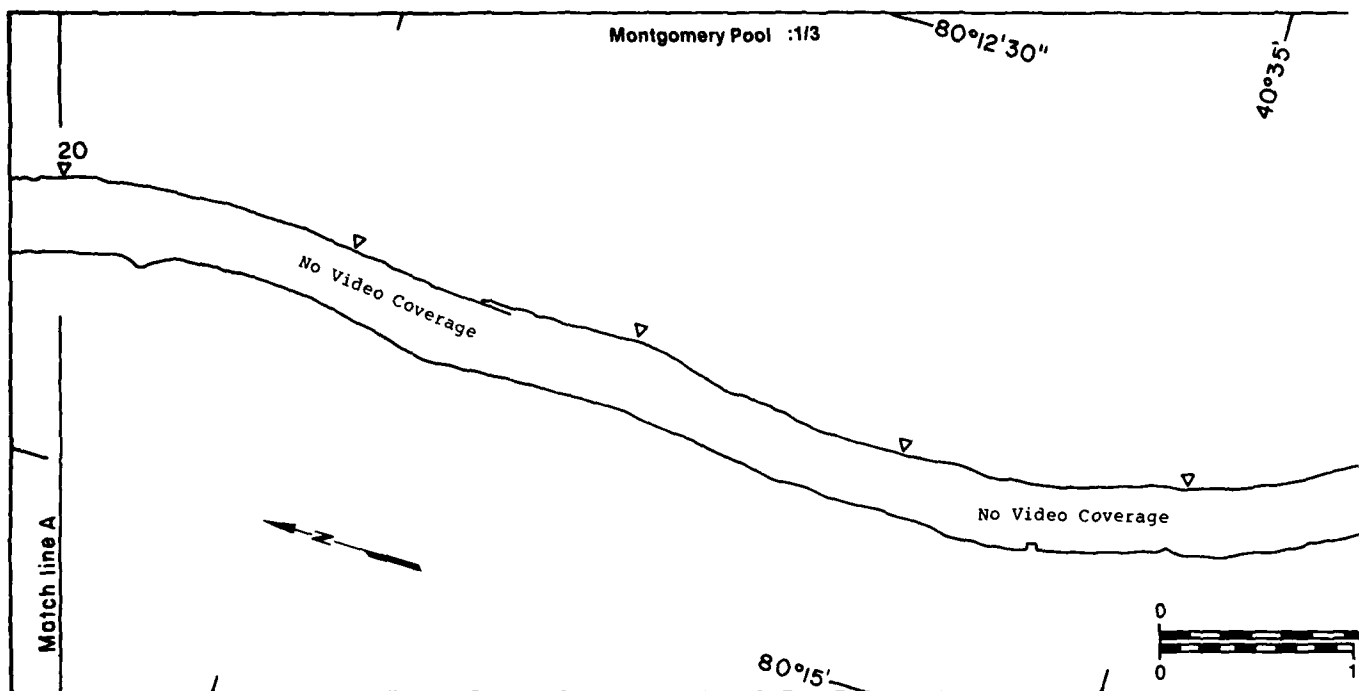 Montgomery Pool :1/3
80°12'30"
40°35'
20
No Video Coverage
No Video Coverage
N
Match line A
80°15'
0
0 1